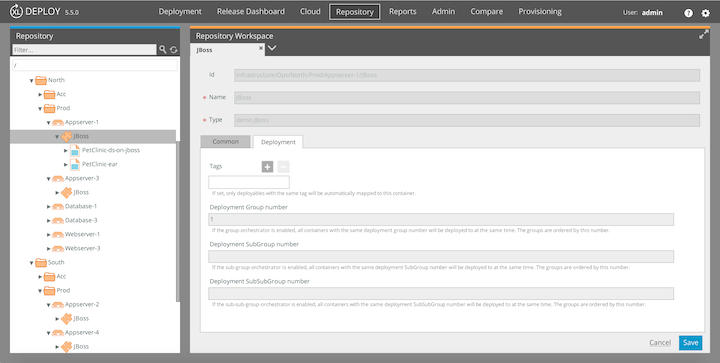 XL DEPLOY 5.5.0
Deployment Release Dashboard Cloud Repository Reports Admin Compare Provisioning
User: admin
Repository
Filter...
/
North
Acc
Prod
Appserver-1
JBoss
PetClinic-ds-on-jboss
PetClinic-ear
Appserver-3
JBoss
Database-1
Database-3
Webserver-1
Webserver-3
South
Acc
Prod
Appserver-2
JBoss
Appserver-4
JBoss
Repository Workspace
JBoss
Id Infrastructure/Ops/North/Prod/Appserver-1/JBoss
* Name JBoss
* Type demo.JBoss
Common Deployment
Tags
If set, only deployables with the same tag will be automatically mapped to this container.
Deployment Group number
1
If the group orchestrator is enabled, all containers with the same deployment group number will be deployed to at the same time. The groups are ordered by this number.
Deployment SubGroup number
If the sub-group orchestrator is enabled, all containers with the same deployment SubGroup number will be deployed to at the same time. The groups are ordered by this number.
Deployment SubSubGroup number
If the sub-sub-group orchestrator is enabled, all containers with the same deployment SubSubGroup number will be deployed to at the same time. The groups are ordered by this number.
Cancel Save